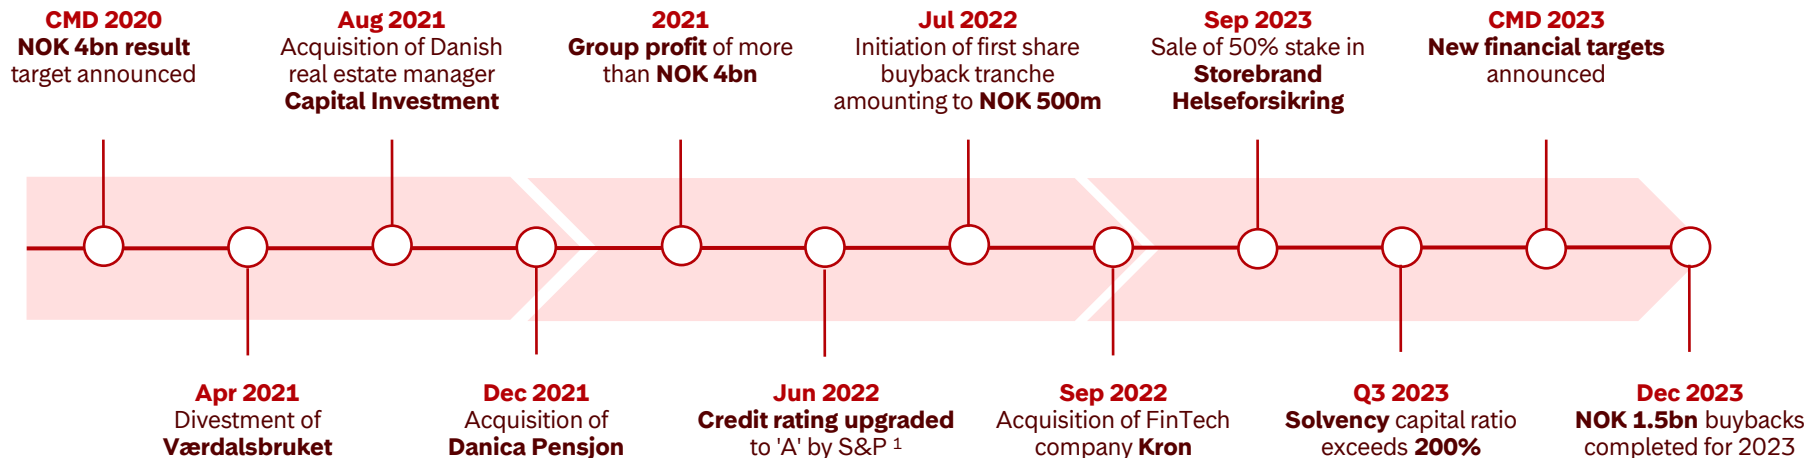 CMD 2020
NOK 4bn result
target announced
Aug 2021
Acquisition of Danish
real estate manager
Capital Investment
2021
Group profit of more
than NOK 4bn
Jul 2022
Initiation of first share
buyback tranche
amounting to NOK 500m
Sep 2023
Sale of 50% stake in
Storebrand
Helseforsikring
CMD 2023
New financial targets
announced
Apr 2021
Divestment of
Værdalsbruket
Dec 2021
Acquisition of
Danica Pensjon
Jun 2022
Credit rating upgraded
to 'A' by S&P ¹
Sep 2022
Acquisition of FinTech
company Kron
Q3 2023
Solvency capital ratio
exceeds 200%
Dec 2023
NOK 1.5bn buybacks
completed for 2023